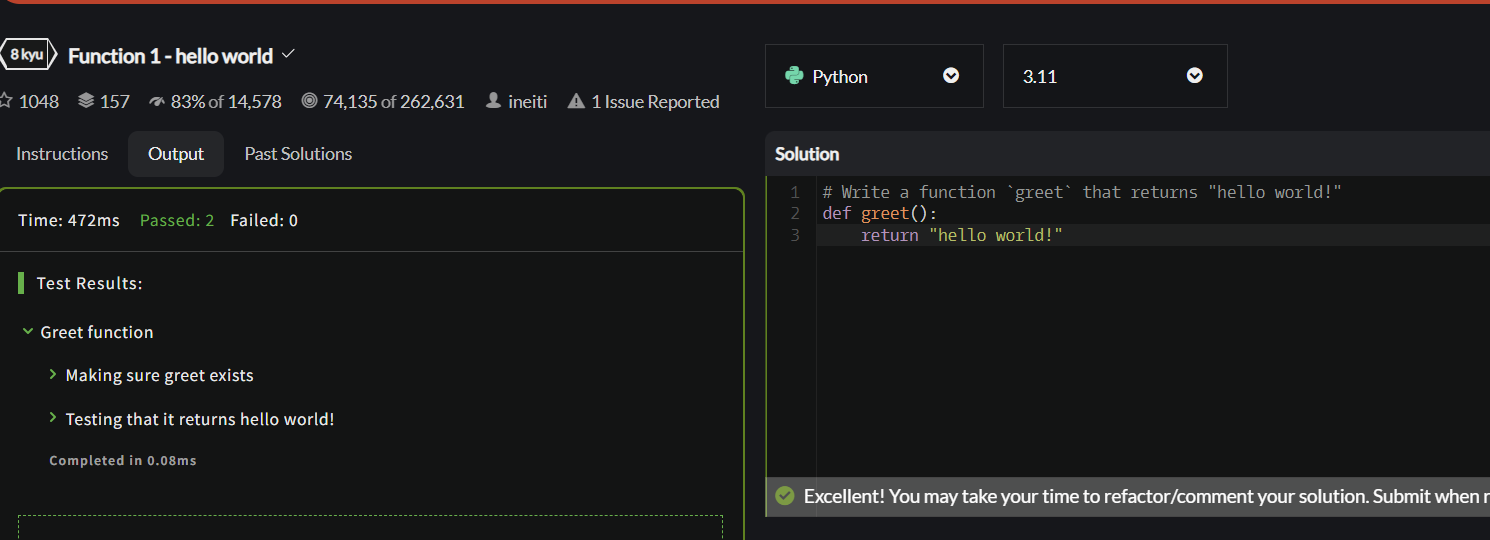 8 kyu Function 1 - hello world
1048 157 83% of 14,578 74,135 of 262,631 ineiti 1 Issue Reported
Python 3.11
Instructions Output Past Solutions
Time: 472ms Passed: 2 Failed: 0
Test Results:
Greet function
Making sure greet exists
Testing that it returns hello world!
Completed in 0.08ms
Solution
1 # Write a function `greet` that returns "hello world!"
2 def greet():
3 return "hello world!"
Excellent! You may take your time to refactor/comment your solution. Submit when